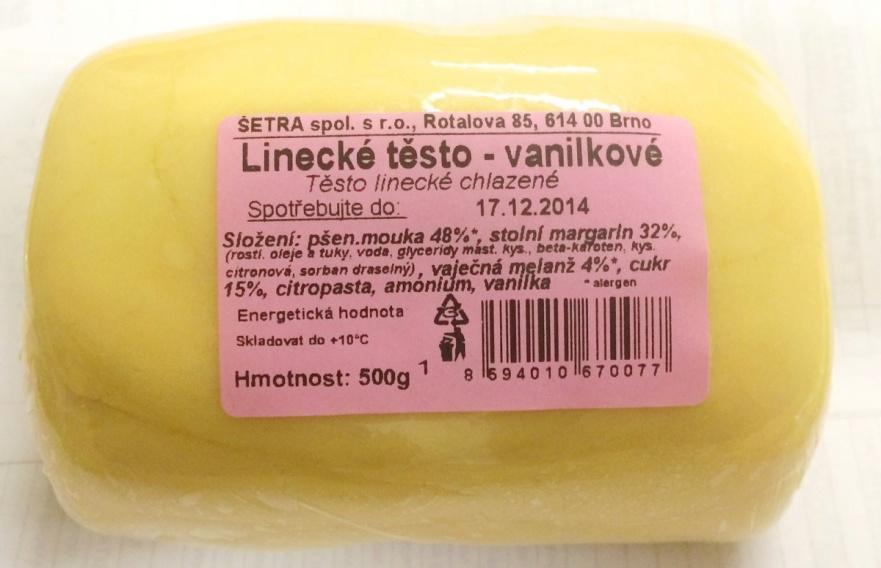 ŠETRA spol. s r.o., Rotalova 85, 614 00 Brno
Linecké těsto - vanilkové
Těsto linecké chlazené
Spotřebujte do: 17.12.2014
Složení: pšen.mouka 48%*, stolní margarin 32%,
(rostl. oleje a tuky, voda, glyceridy mast. kys., beta-karoten, kys.
citronová, sorban draselný), vaječná melanž 4%*, cukr
15%, citropasta, amonium, vanilka *alergen
Energetická hodnota
Skladovat do +10°C
Hmotnost: 500g 1
8 594010 670077